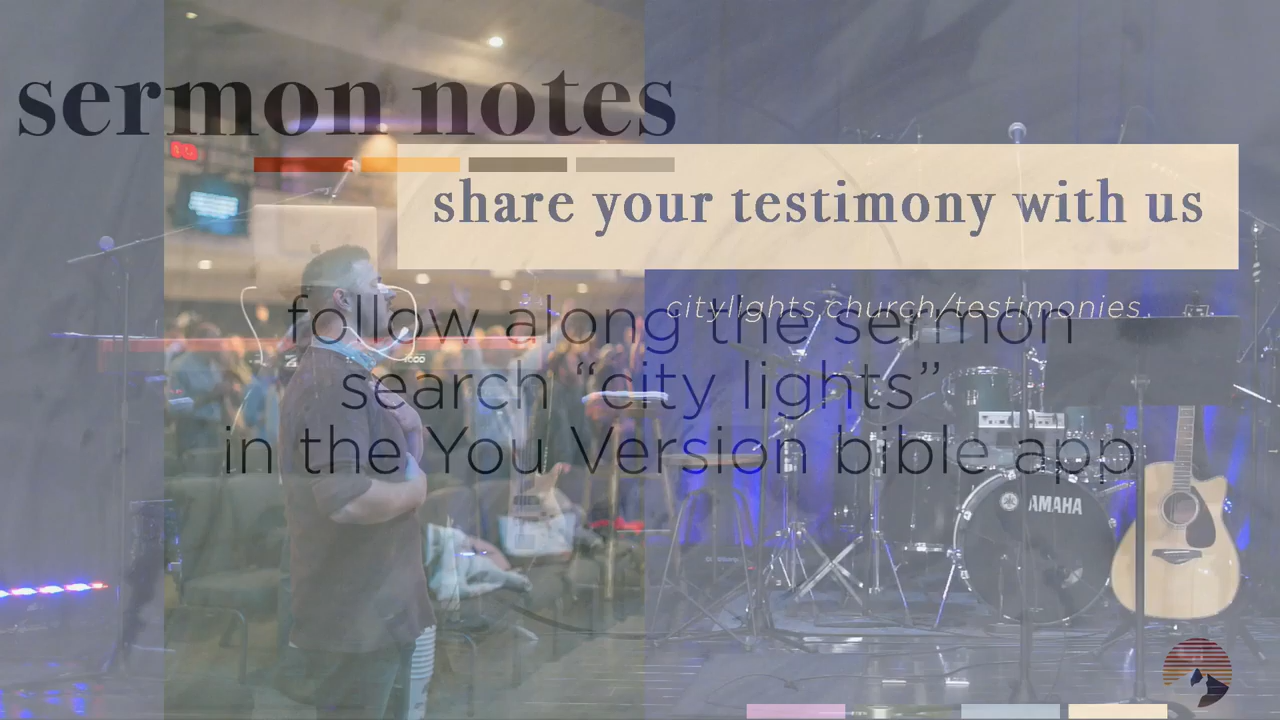 sermon notes
share your testimony with us
citylights.church/testimonies
follow along the sermon
search “city lights”
in the You Version bible app
YAMAHA